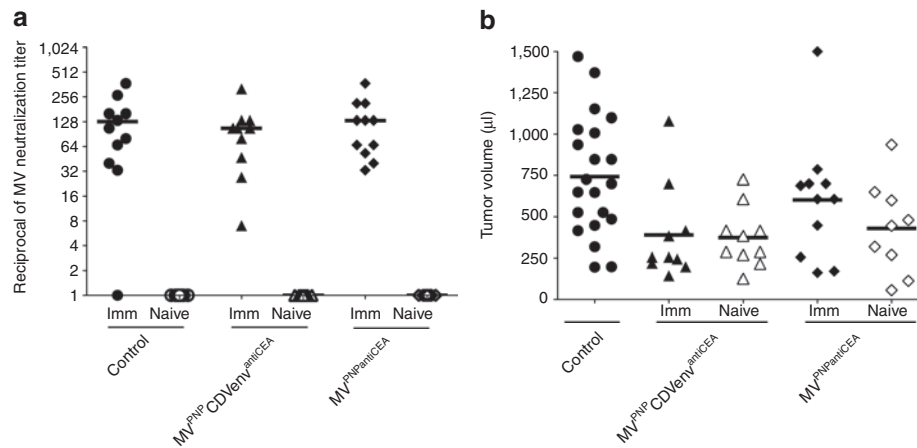 a
Reciprocal of MV neutralization titer
1,024
512
256
128
64
32
16
8
4
2
1
Imm Naive Imm Naive Imm Naive
Control
MV^PNP CDVenv^antiCEA
MV^PNPantiCEA
b
Tumor volume (µl)
1,500
1,250
1,000
750
500
250
0
Imm Naive Imm Naive
Control
MV^PNP CDVenv^antiCEA
MV^PNPantiCEA